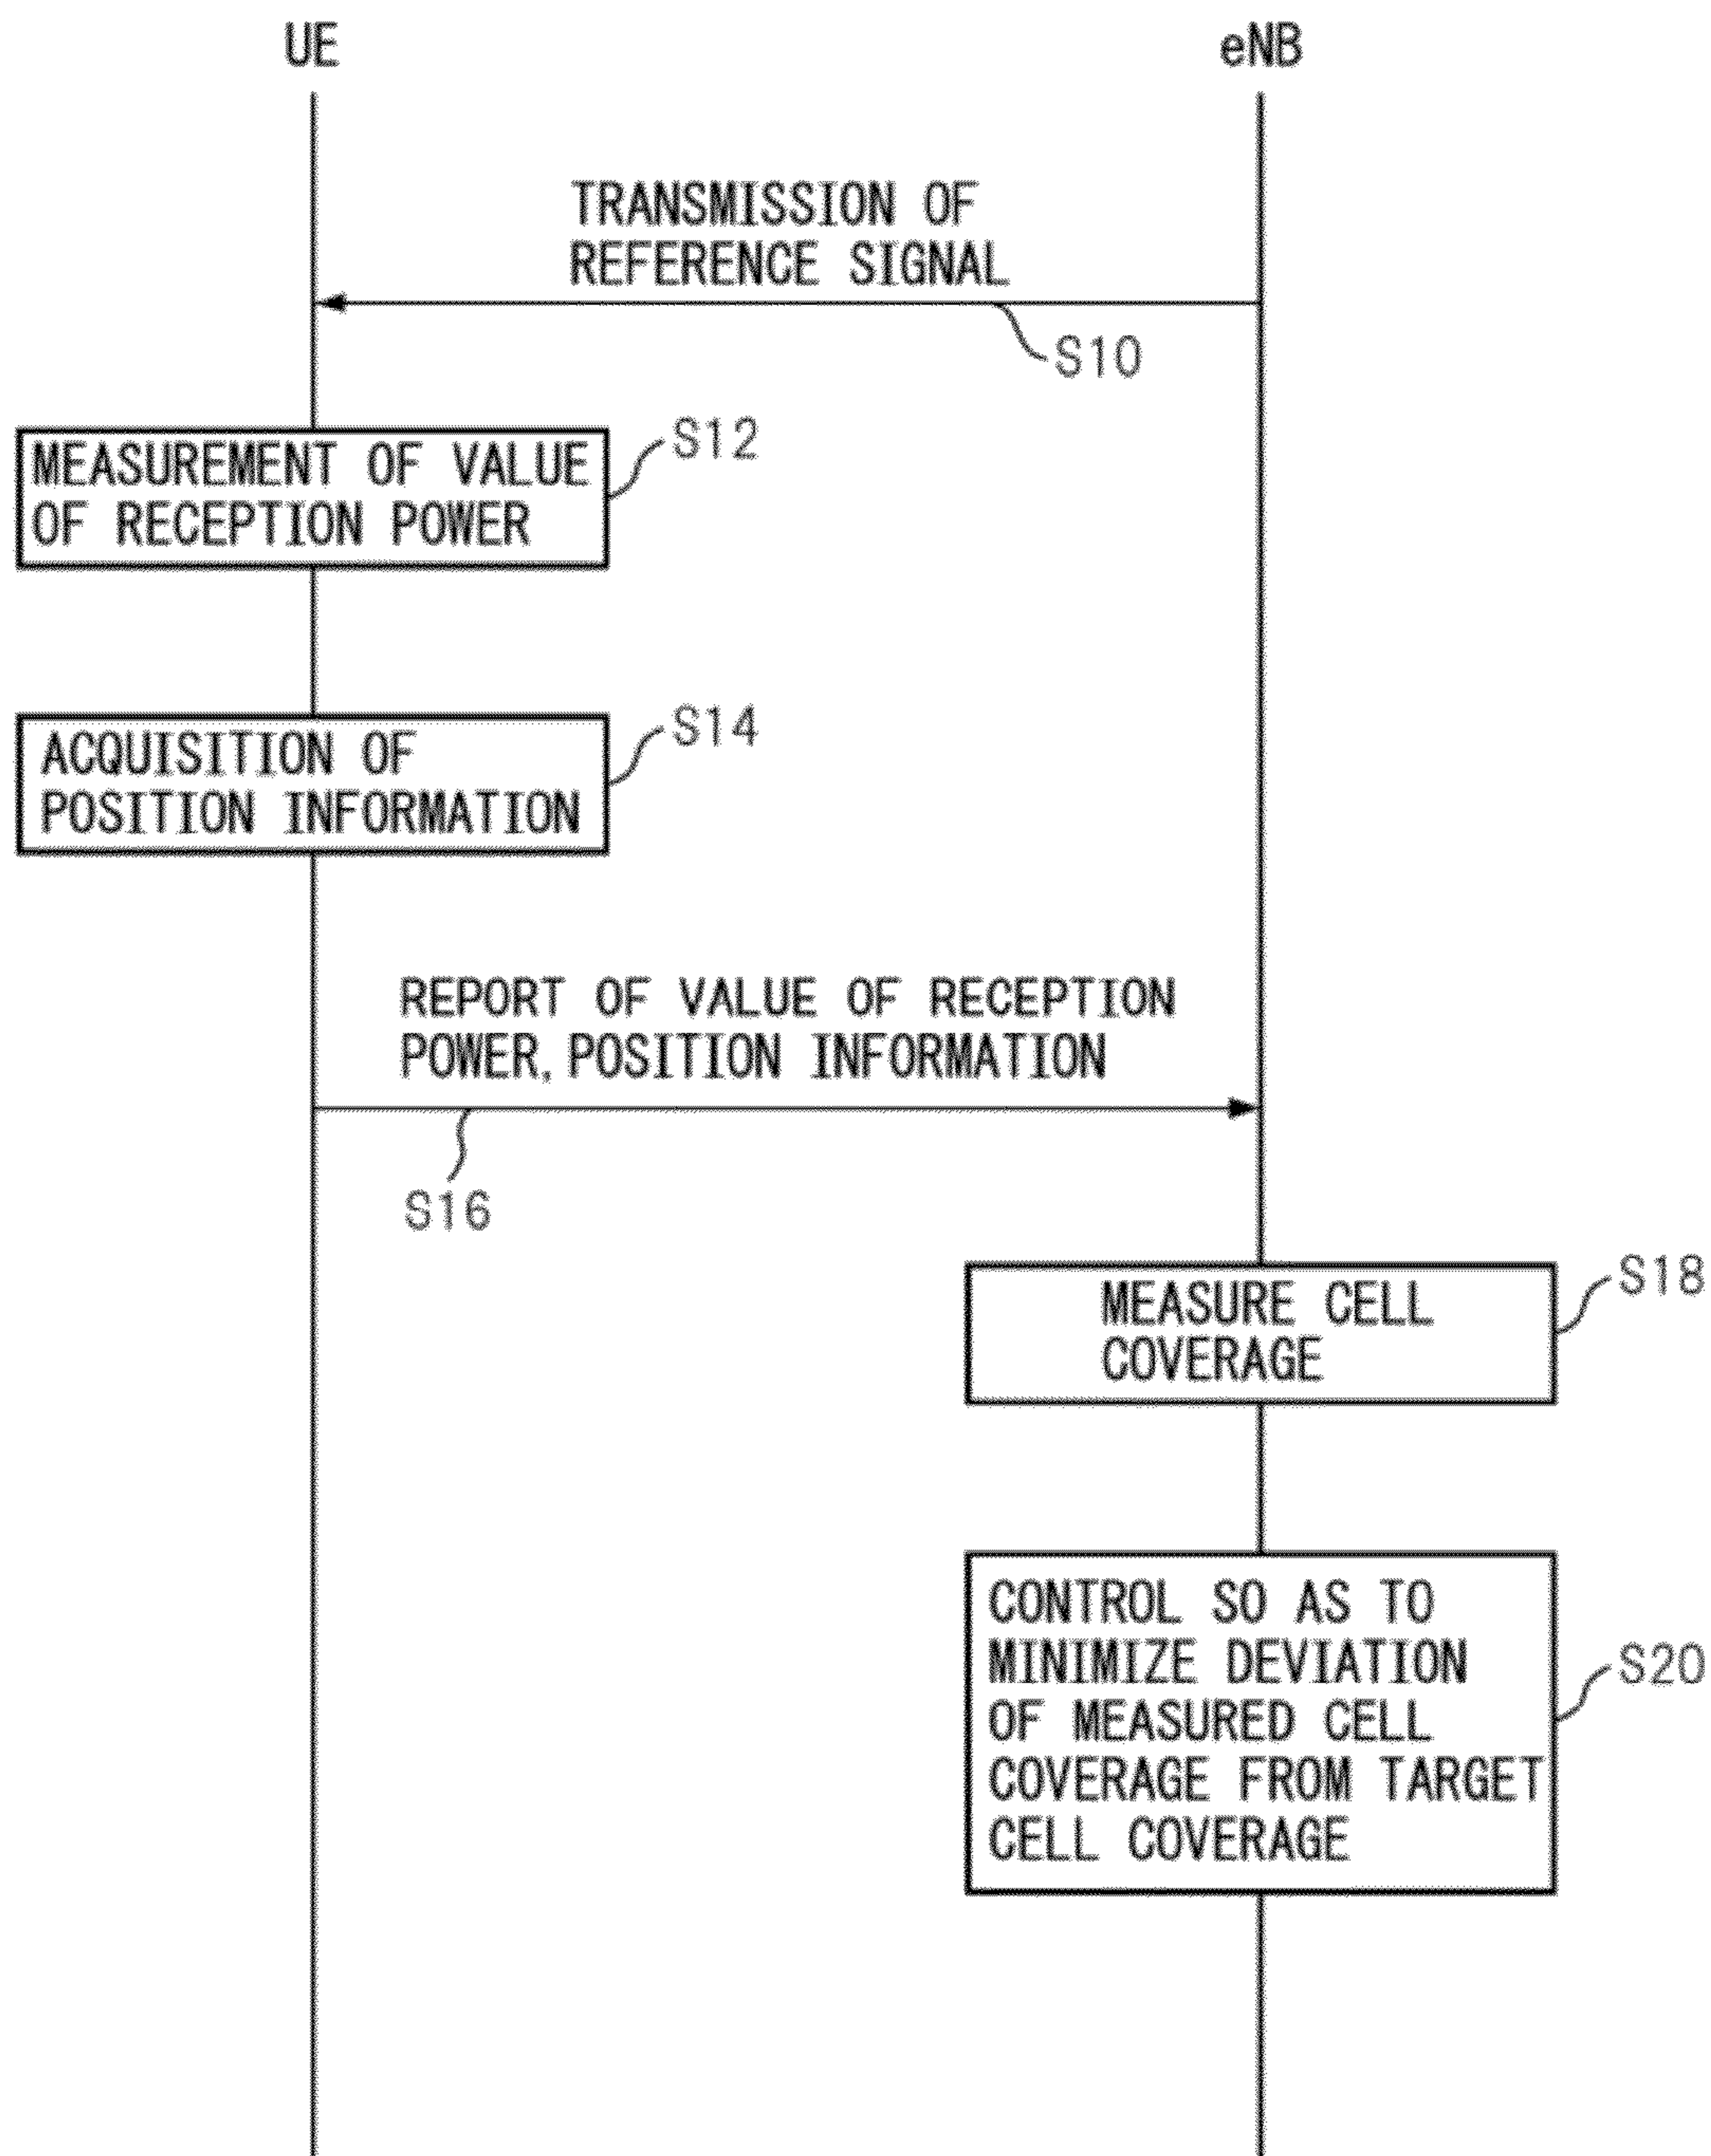 UE
eNB
TRANSMISSION OF
REFERENCE SIGNAL
S10
MEASUREMENT OF VALUE
OF RECEPTION POWER
S12
ACQUISITION OF
POSITION INFORMATION
S14
REPORT OF VALUE OF RECEPTION
POWER, POSITION INFORMATION
S16
MEASURE CELL
COVERAGE
S18
CONTROL SO AS TO
MINIMIZE DEVIATION
OF MEASURED CELL
COVERAGE FROM TARGET
CELL COVERAGE
S20